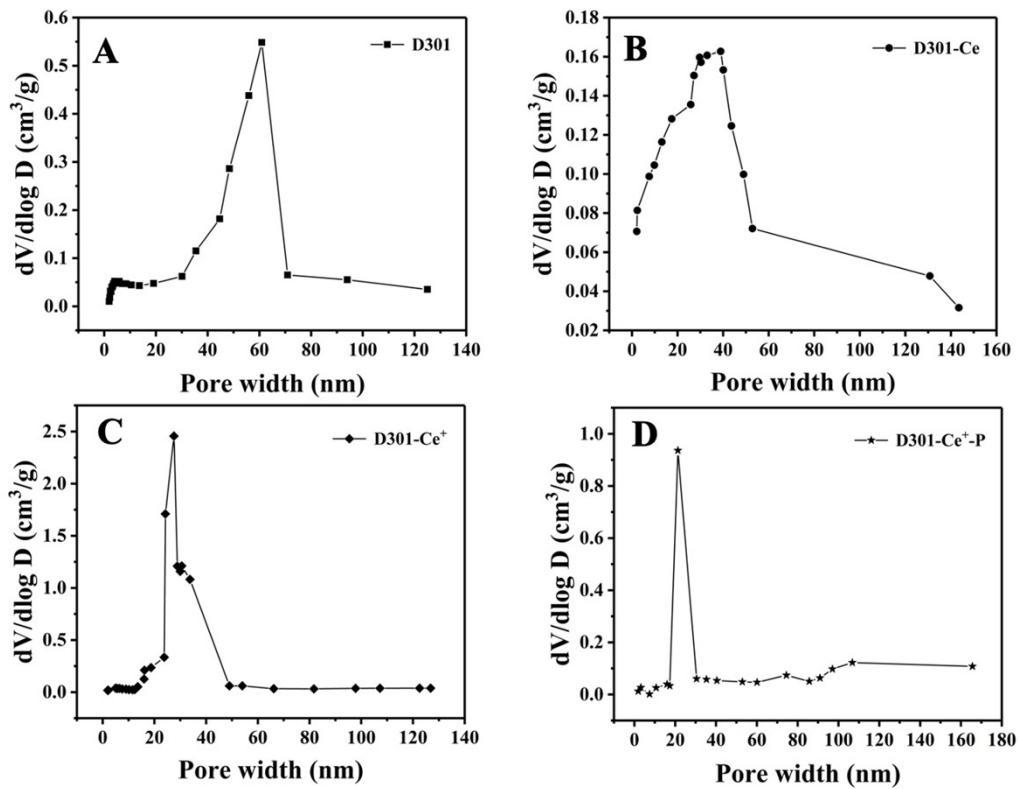 A
D301
dV/dlog D (cm³/g)
0.6
0.5
0.4
0.3
0.2
0.1
0.0
0 20 40 60 80 100 120 140
Pore width (nm)
B
D301-Ce
dV/dlog D (cm³/g)
0.18
0.16
0.14
0.12
0.10
0.08
0.06
0.04
0.02
0 20 40 60 80 100 120 140 160
Pore width (nm)
C
D301-Ce⁺
dV/dlog D (cm³/g)
2.5
2.0
1.5
1.0
0.5
0.0
0 20 40 60 80 100 120 140
Pore width (nm)
D
D301-Ce⁺-P
dV/dlog D (cm³/g)
1.0
0.8
0.6
0.4
0.2
0.0
0 20 40 60 80 100 120 140 160 180
Pore width (nm)